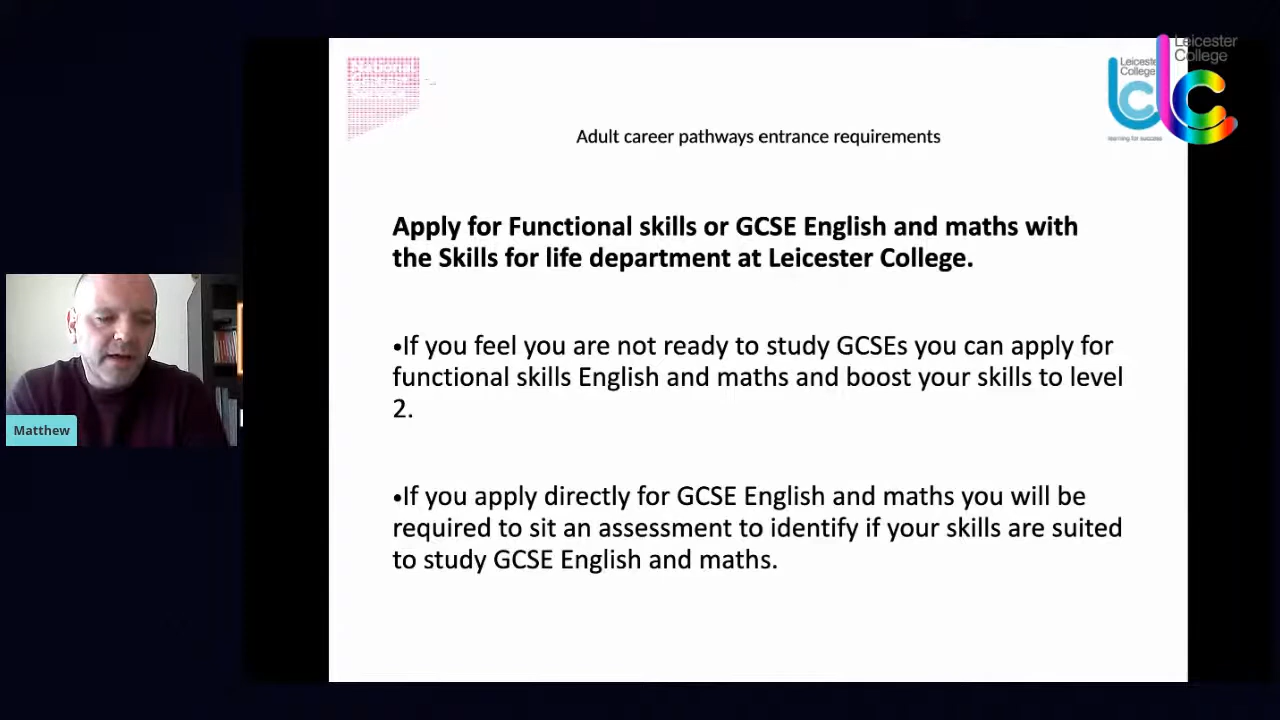 Leicester
College
Leicester
College
learning for success
Adult career pathways entrance requirements
Apply for Functional skills or GCSE English and maths with
the Skills for life department at Leicester College.
•If you feel you are not ready to study GCSEs you can apply for
functional skills English and maths and boost your skills to level
2.
•If you apply directly for GCSE English and maths you will be
required to sit an assessment to identify if your skills are suited
to study GCSE English and maths.
Matthew